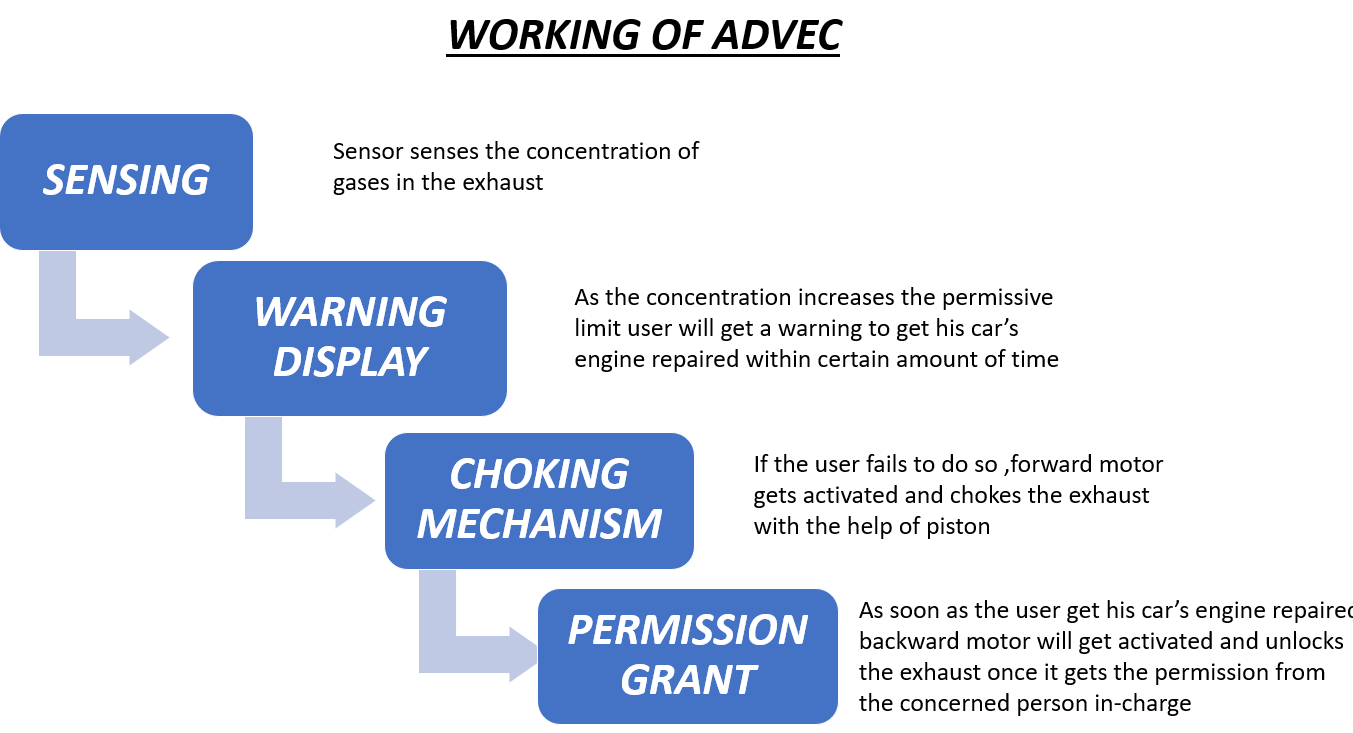 WORKING OF ADVEC
SENSING
Sensor senses the concentration of
gases in the exhaust
WARNING
DISPLAY
As the concentration increases the permissive
limit user will get a warning to get his car’s
engine repaired within certain amount of time
CHOKING
MECHANISM
If the user fails to do so ,forward motor
gets activated and chokes the exhaust
with the help of piston
PERMISSION
GRANT
As soon as the user get his car’s engine repaired
backward motor will get activated and unlocks
the exhaust once it gets the permission from
the concerned person in-charge